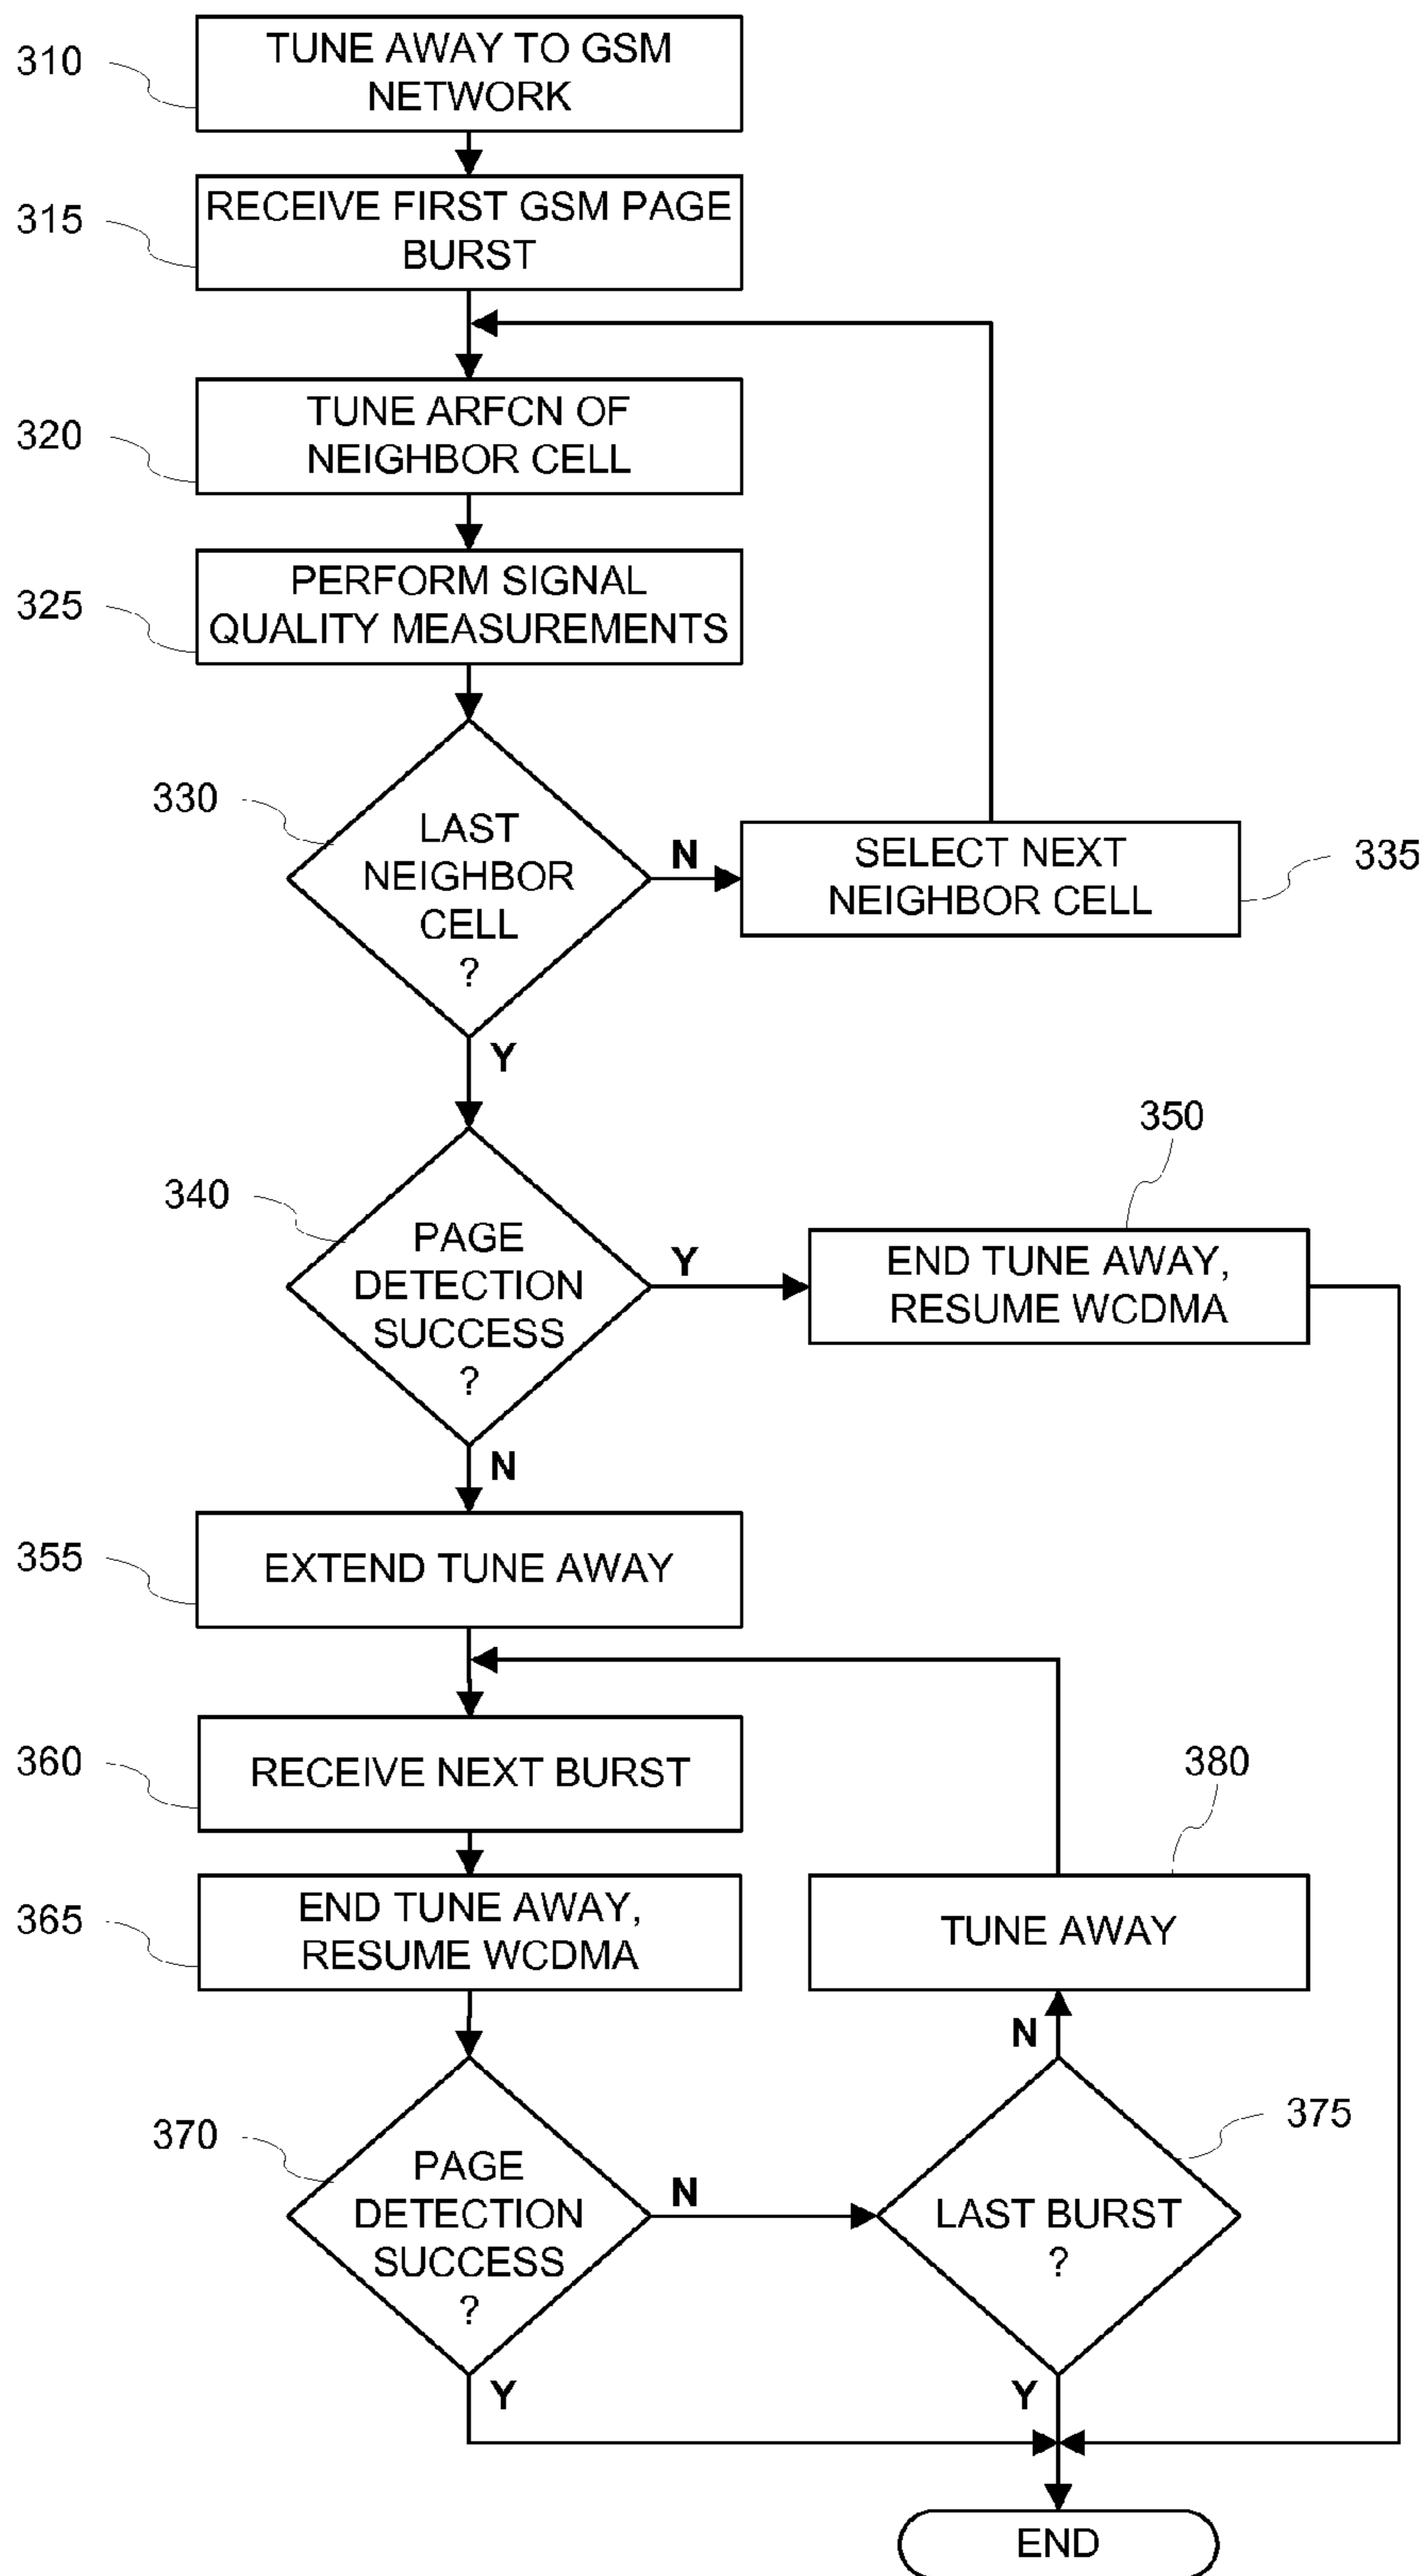 310
TUNE AWAY TO GSM
NETWORK
315
RECEIVE FIRST GSM PAGE
BURST
320
TUNE ARFCN OF
NEIGHBOR CELL
325
PERFORM SIGNAL
QUALITY MEASUREMENTS
330
LAST
NEIGHBOR
CELL
?
N
SELECT NEXT
NEIGHBOR CELL
335
Y
340
PAGE
DETECTION
SUCCESS
?
Y
350
END TUNE AWAY,
RESUME WCDMA
N
355
EXTEND TUNE AWAY
360
RECEIVE NEXT BURST
380
365
END TUNE AWAY,
RESUME WCDMA
TUNE AWAY
N
370
PAGE
DETECTION
SUCCESS
?
N
375
LAST BURST
?
Y
Y
END